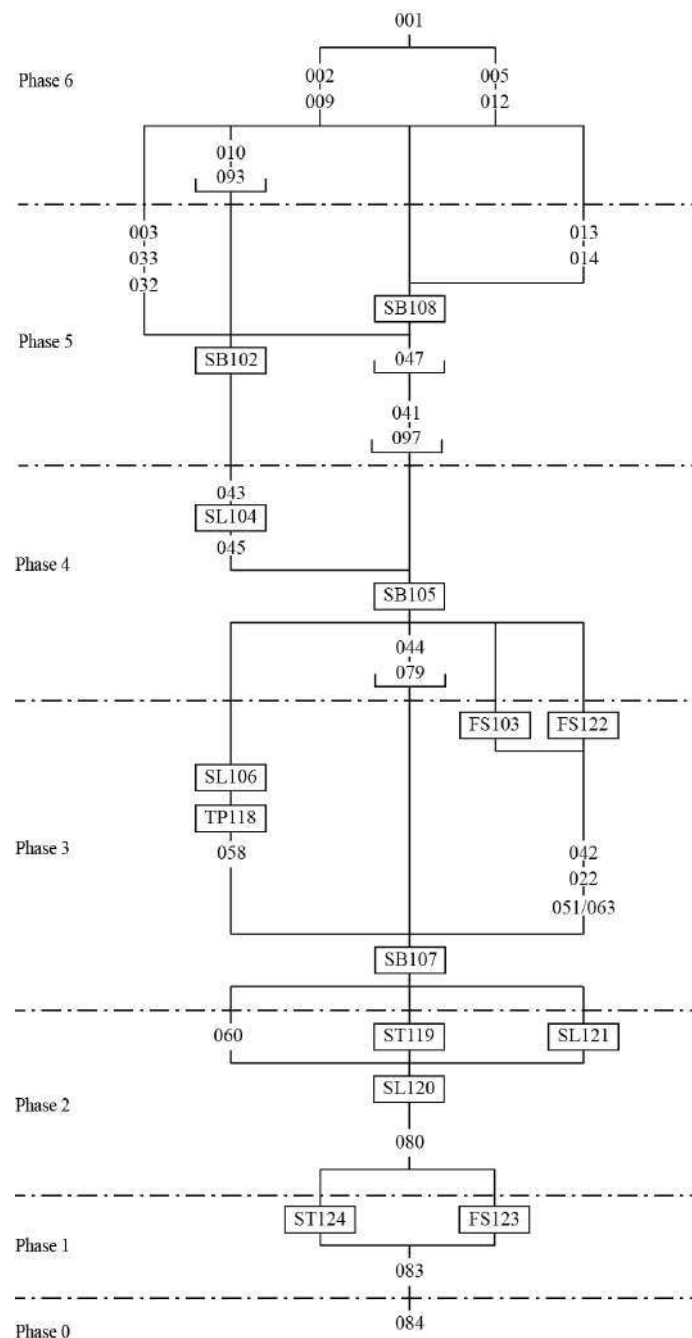 001
Phase 6
002 005
009 012
010
093
003 013
033 014
032
SB108
Phase 5
SB102 047
041
097
043
SL104
045
Phase 4
SB105
044
079
FS103 FS122
SL106
TP118
Phase 3
058 042
022
051/063
SB107
060 ST119 SL121
SL120
Phase 2
080
ST124 FS123
Phase 1
083
084
Phase 0